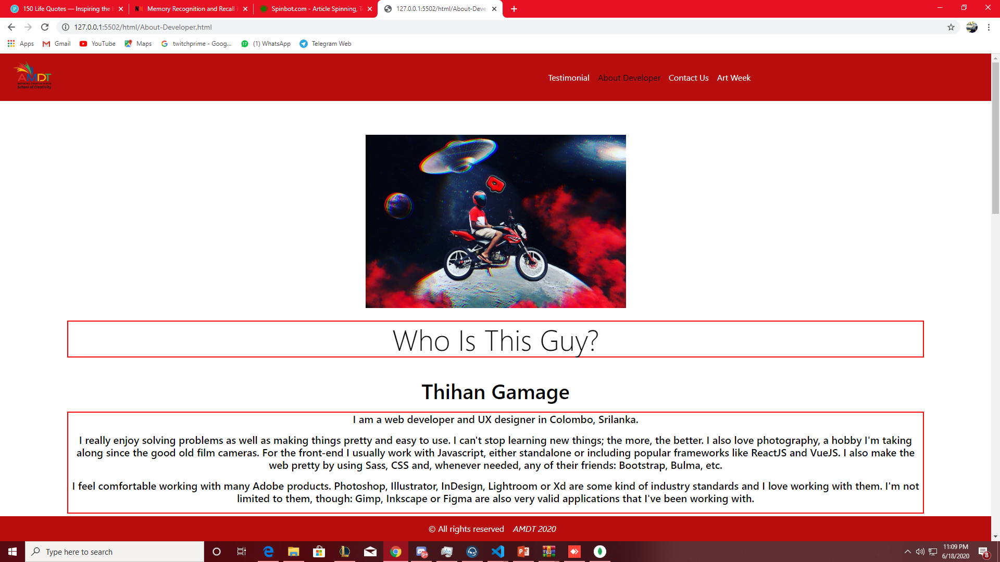 150 Life Quotes — Inspiring the
Memory Recognition and Recall i
Spinbot.com - Article Spinning, T
127.0.0.1:5502/html/About-Deve
127.0.0.1:5502/html/About-Developer.html
Apps
Gmail
YouTube
Maps
twitchprime - Goog...
17
(1) WhatsApp
Telegram Web
AMDT
School of Creativity
Testimonial
About Developer
Contact Us
Art Week
Who Is This Guy?
Thihan Gamage
I am a web developer and UX designer in Colombo, Srilanka.
I really enjoy solving problems as well as making things pretty and easy to use. I can't stop learning new things; the more, the better. I also love photography, a hobby I'm taking
along since the good old film cameras. For the front-end I usually work with Javascript, either standalone or including popular frameworks like ReactJS and VueJS. I also make the
web pretty by using Sass, CSS and, whenever needed, any of their friends: Bootstrap, Bulma, etc.
I feel comfortable working with many Adobe products. Photoshop, Illustrator, InDesign, Lightroom or Xd are some kind of industry standards and I love working with them. I'm not
limited to them, though: Gimp, Inkscape or Figma are also very valid applications that I've been working with.
© All rights reserved AMDT 2020
Type here to search
9+
11:09 PM
6/18/2020
8